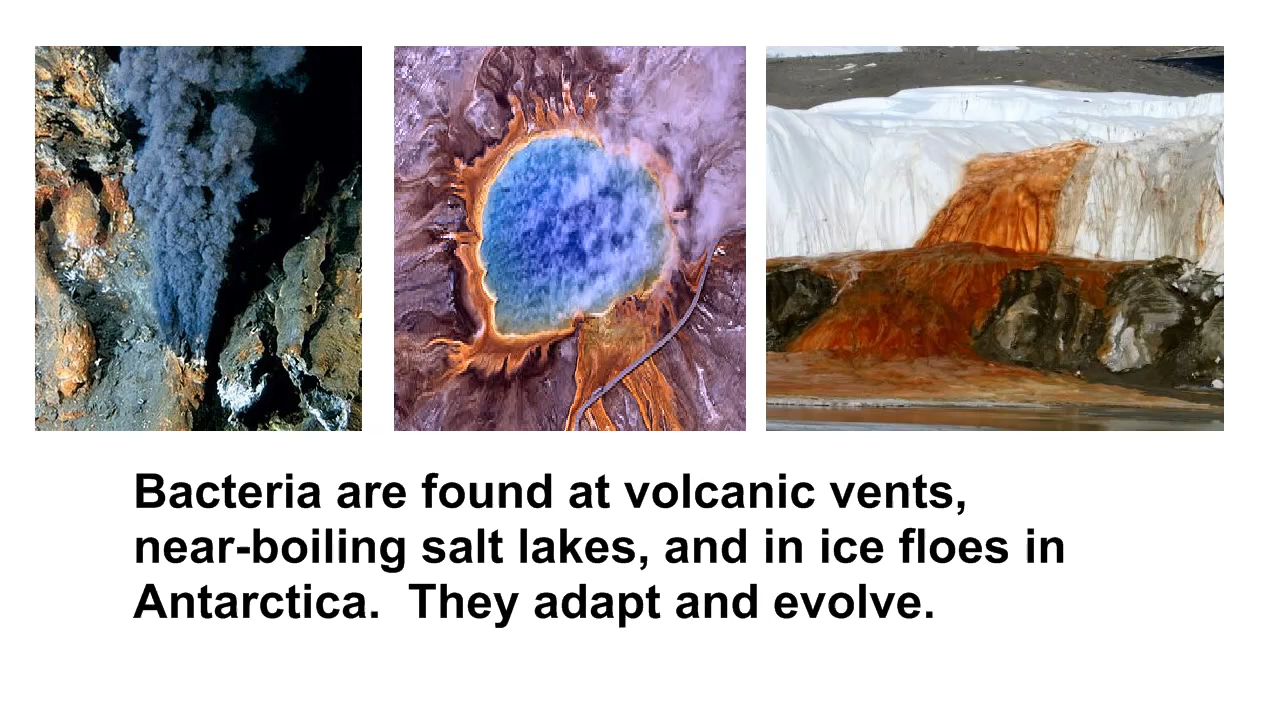 Bacteria are found at volcanic vents,
near-boiling salt lakes, and in ice floes in
Antarctica.  They adapt and evolve.